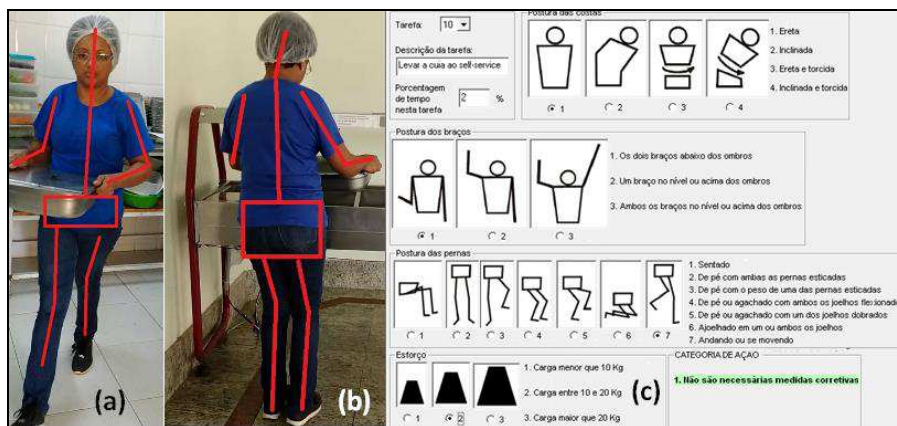 Tarefa: 10
Descrição da tarefa:
Levar a cuia ao self-service
Porcentagem
de tempo 2 %
nesta tarefa
Postura das costas
1. Ereta
2. Inclinada
3. Ereta e torcida
4. Inclinada e torcida
1 2 3 4
Postura dos braços
1. Os dois braços abaixo dos ombros
2. Um braço no nível ou acima dos ombros
3. Ambos os braços no nível ou acima dos ombros
1 2 3
Postura das pernas
1. Sentado
2. De pé com ambas as pernas esticadas
3. De pé com o peso de uma das pernas esticadas
4. De pé ou agachado com ambos os joelhos flexionado
5. De pé ou agachado com um dos joelhos dobrados
6. Ajoelhado em um ou ambos os joelhos
7. Andando ou se movendo
1 2 3 4 5 6 7
Esforço
1. Carga menor que 10 Kg
2. Carga entre 10 e 20 Kg
3. Carga maior que 20 Kg
1 2 3
CATEGORIA DE AÇAO
1. Não são necessárias medidas corretivas
(a)
(b)
(c)